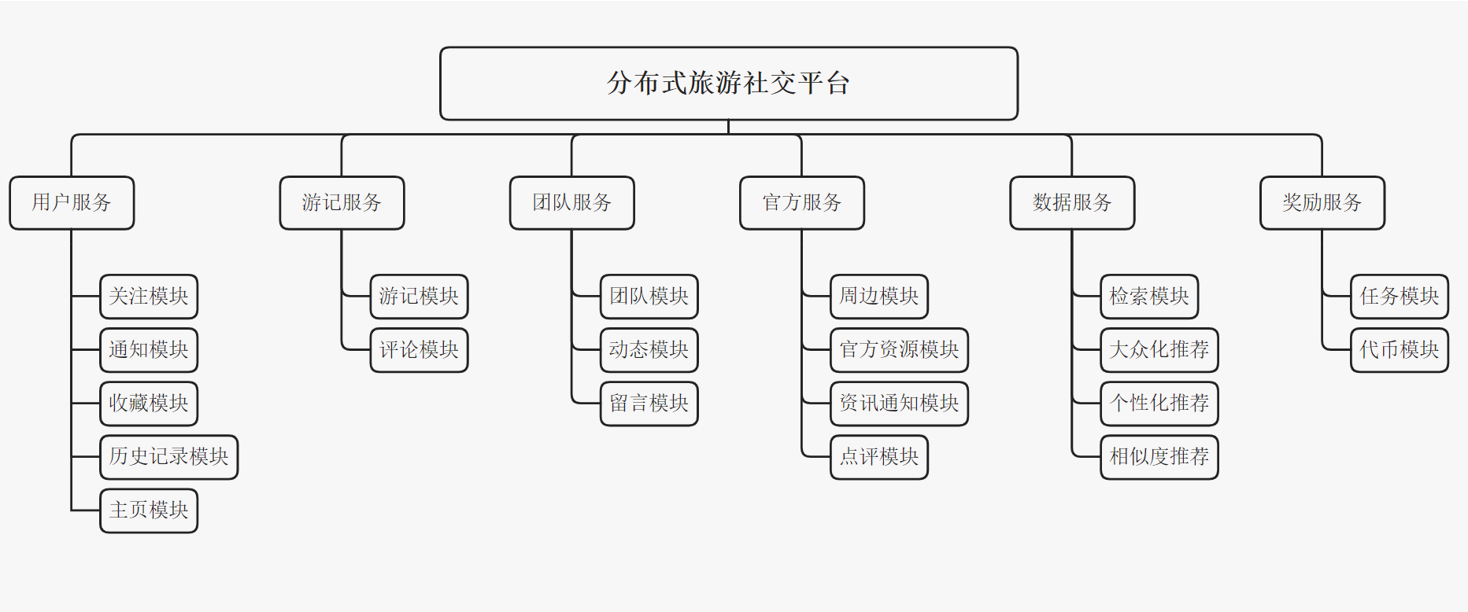 分布式旅游社交平台
用户服务
游记服务
团队服务
官方服务
数据服务
奖励服务
关注模块
通知模块
收藏模块
历史记录模块
主页模块
游记模块
评论模块
团队模块
动态模块
留言模块
周边模块
官方资源模块
资讯通知模块
点评模块
检索模块
大众化推荐
个性化推荐
相似度推荐
任务模块
代币模块